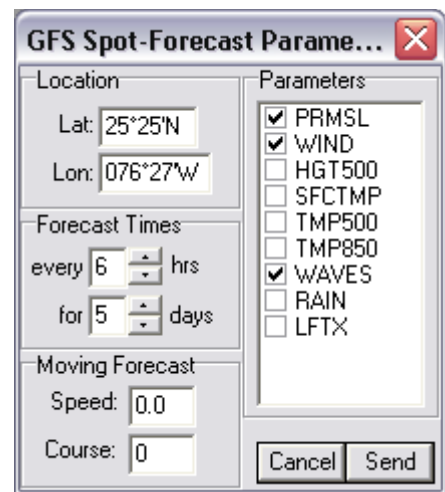 GFS Spot-Forecast Parame...
Location
Lat: 25°25'N
Lon: 076°27'W
Forecast Times
every 6 hrs
for 5 days
Moving Forecast
Speed: 0.0
Course: 0
Parameters
PRMSL
WIND
HGT500
SFCTMP
TMP500
TMP850
WAVES
RAIN
LFTX
Cancel Send